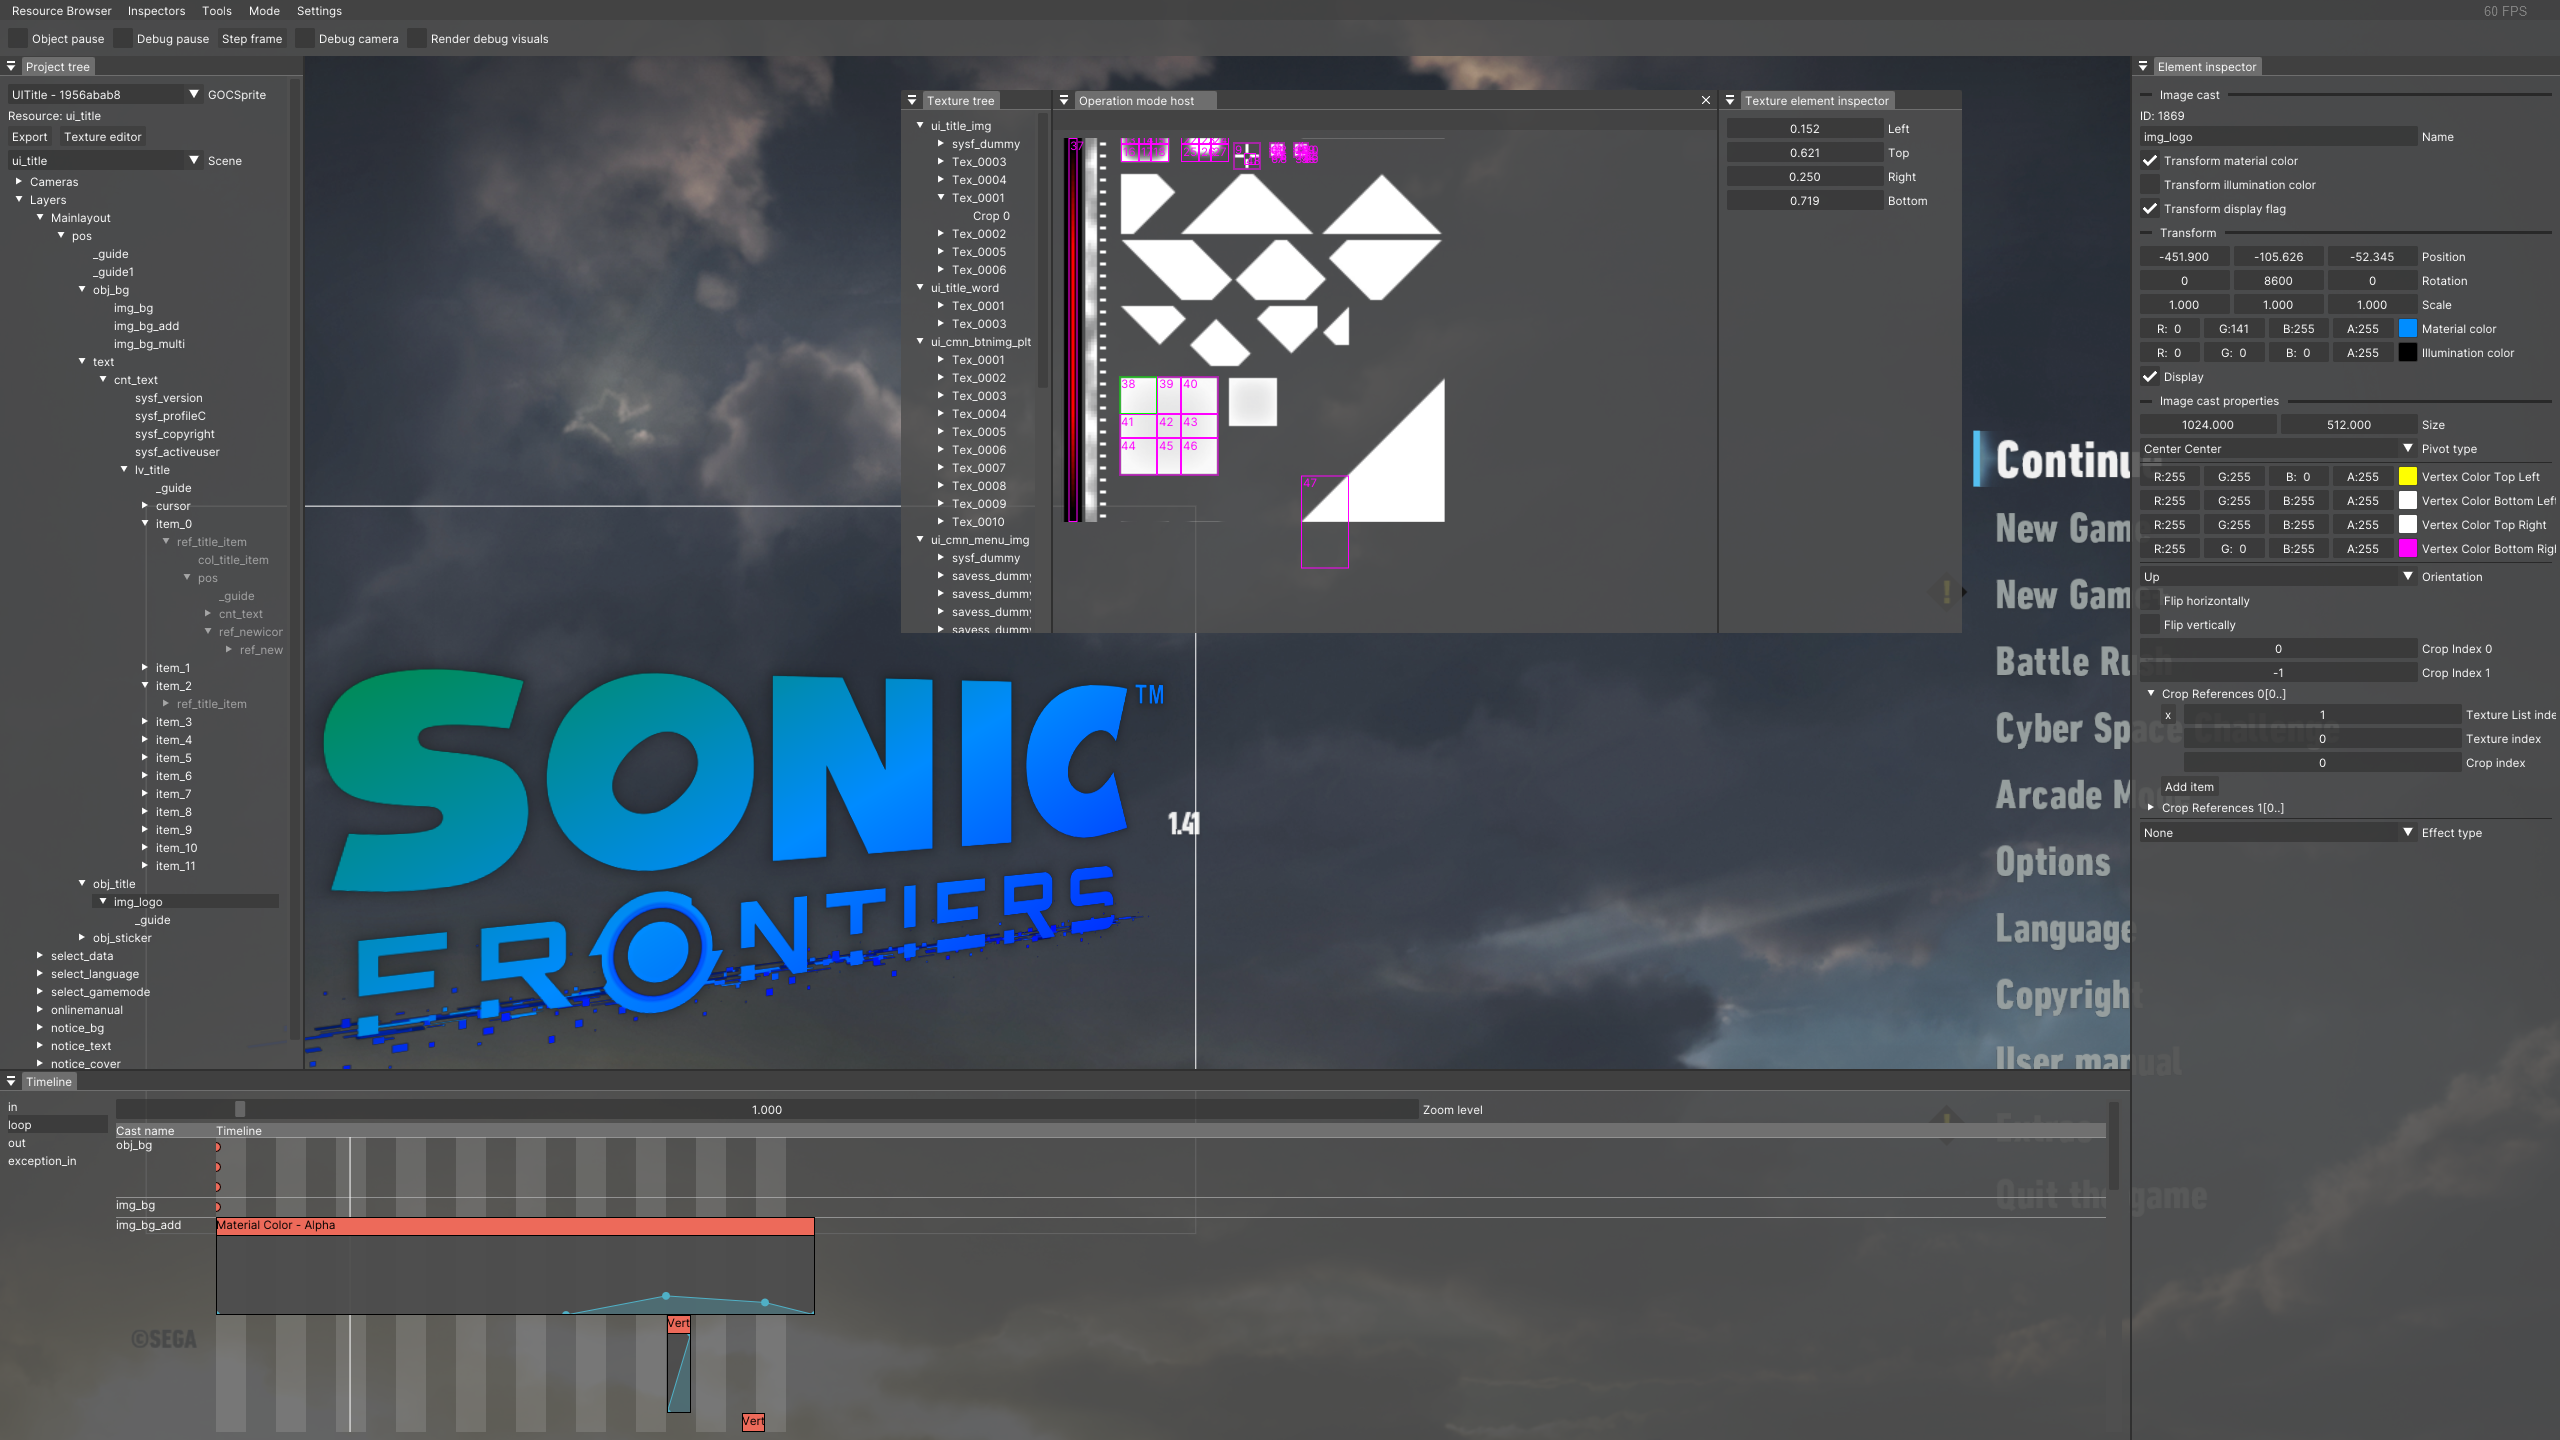 Resource Browser Inspectors Tools Mode Settings
60 FPS
Object pause Debug pause Step frame Debug camera Render debug visuals
Project tree
UITitle - 1956abab8 GOCSprite
Resource: ui_title
Export Texture editor
ui_title Scene
Cameras
Layers
Mainlayout
pos
_guide
_guide1
obj_bg
img_bg
img_bg_add
img_bg_multi
text
cnt_text
sysf_version
sysf_profileC
sysf_copyright
sysf_activeuser
lv_title
_guide
cursor
item_0
ref_title_item
col_title_item
pos
_guide
cnt_text
ref_newicor
ref_new
item_1
item_2
ref_title_item
item_3
item_4
item_5
item_6
item_7
item_8
item_9
item_10
item_11
obj_title
img_logo
_guide
obj_sticker
select_data
select_language
select_gamemode
onlinemanual
notice_bg
notice_text
notice_cover
Texture tree
ui_title_img
sysf_dummy
Tex_0003
Tex_0004
Tex_0001
Crop 0
Tex_0002
Tex_0005
Tex_0006
ui_title_word
Tex_0001
Tex_0003
ui_cmn_btnimg_plt
Tex_0001
Tex_0002
Tex_0003
Tex_0004
Tex_0005
Tex_0006
Tex_0007
Tex_0008
Tex_0009
Tex_0010
ui_cmn_menu_img
sysf_dummy
savess_dummy
savess_dummy
savess_dummy
savess_dummy
Operation mode host
37
38 39 40
41 42 43
44 45 46
47
Texture element inspector
0.152 Left
0.621 Top
0.250 Right
0.719 Bottom
SONIC™
FRONTIERS
1.41
Continu
New Gam
New Gam
Battle Rush
Cyber Space Challenge
Arcade Mo
Options
Language
Copyrigh
User manual
Extras
Quit the game
©SEGA
Element inspector
Image cast
ID: 1869
img_logo Name
Transform material color
Transform illumination color
Transform display flag
Transform
-451.900 -105.626 -52.345 Position
0 8600 0 Rotation
1.000 1.000 1.000 Scale
R: 0 G:141 B:255 A:255 Material color
R: 0 G: 0 B: 0 A:255 Illumination color
Display
Image cast properties
1024.000 512.000 Size
Center Center Pivot type
R:255 G:255 B: 0 A:255 Vertex Color Top Left
R:255 G:255 B:255 A:255 Vertex Color Bottom Left
R:255 G:255 B:255 A:255 Vertex Color Top Right
R:255 G: 0 B:255 A:255 Vertex Color Bottom Righ
Up Orientation
Flip horizontally
Flip vertically
0 Crop Index 0
-1 Crop Index 1
Crop References 0[0..]
x 1 Texture List inde
0 Texture index
0 Crop index
Add item
Crop References 1[0..]
None Effect type
Timeline
in
loop
out
exception_in
1.000 Zoom level
Cast name Timeline
obj_bg
img_bg
img_bg_add Material Color - Alpha
Vert
Vert